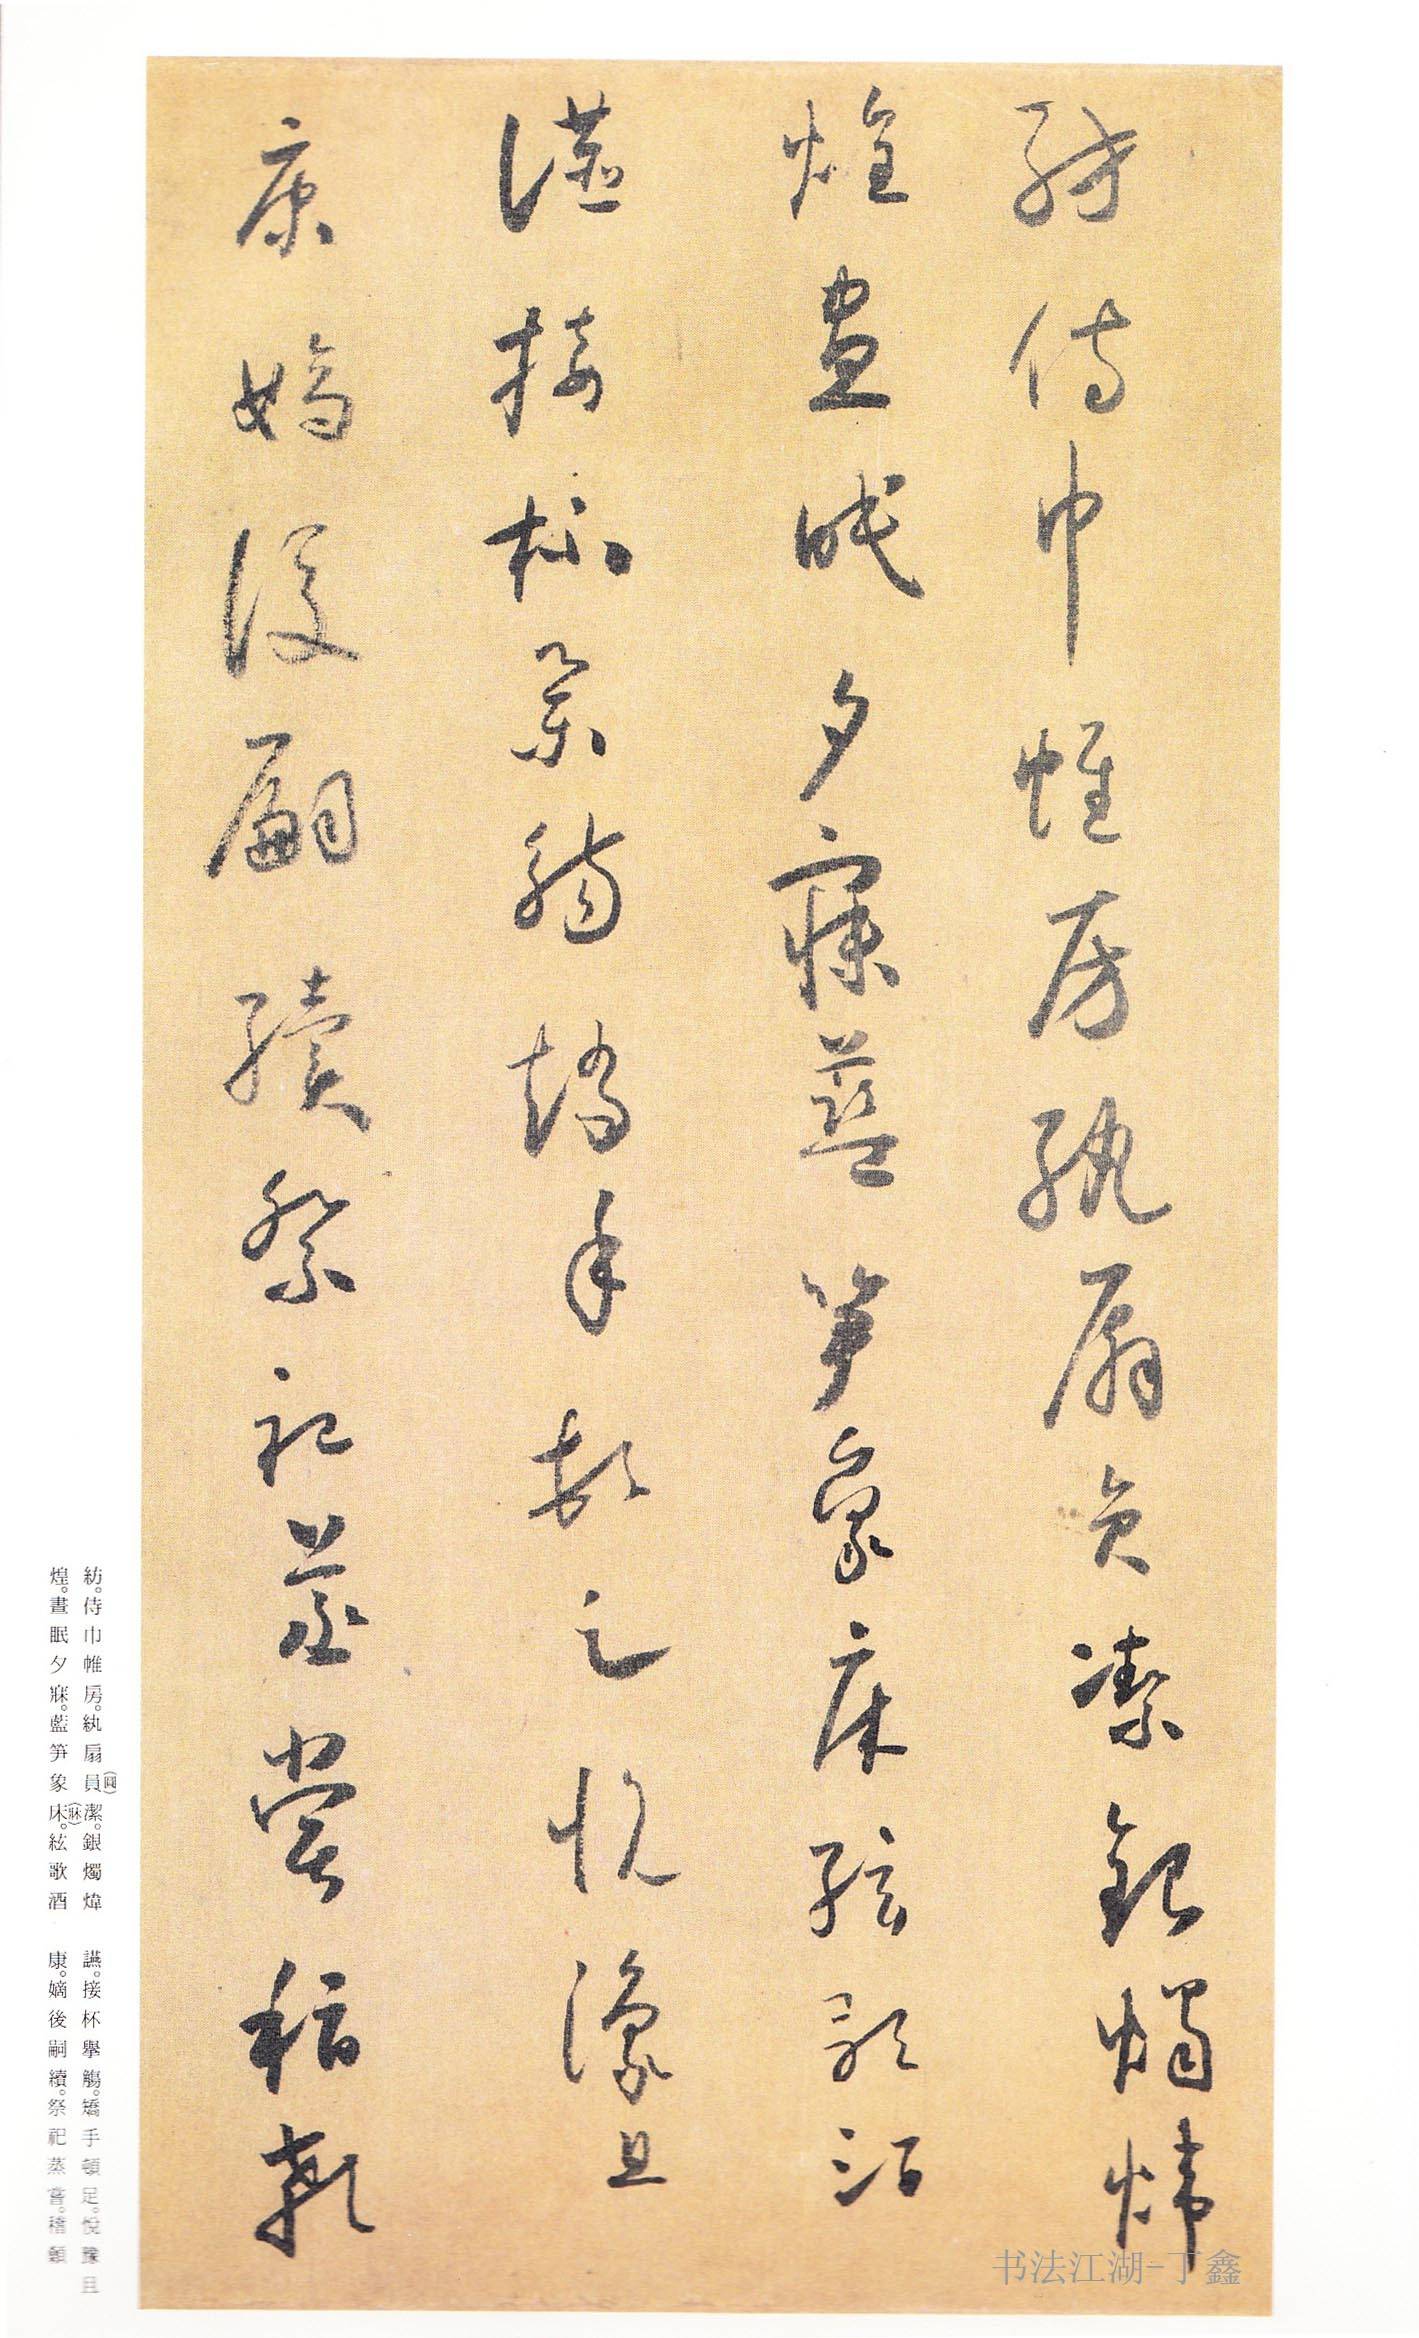 紡侍巾帷房紈扇員潔銀燭煒
煌晝眠夕寐藍笋象床絃歌酒
讌接杯舉觴矯手頓足悅豫且
康嫡後嗣續祭祀蒸嘗稽顙
紡。侍巾帷房。紈扇員(圓)潔。銀燭煒
煌。晝眠夕寐。藍笋象床(牀)。絃歌酒
讌。接杯舉觴。矯手頓足。悅豫且
康。嫡後嗣續。祭祀蒸嘗。稽顙
书法江湖-丁鑫